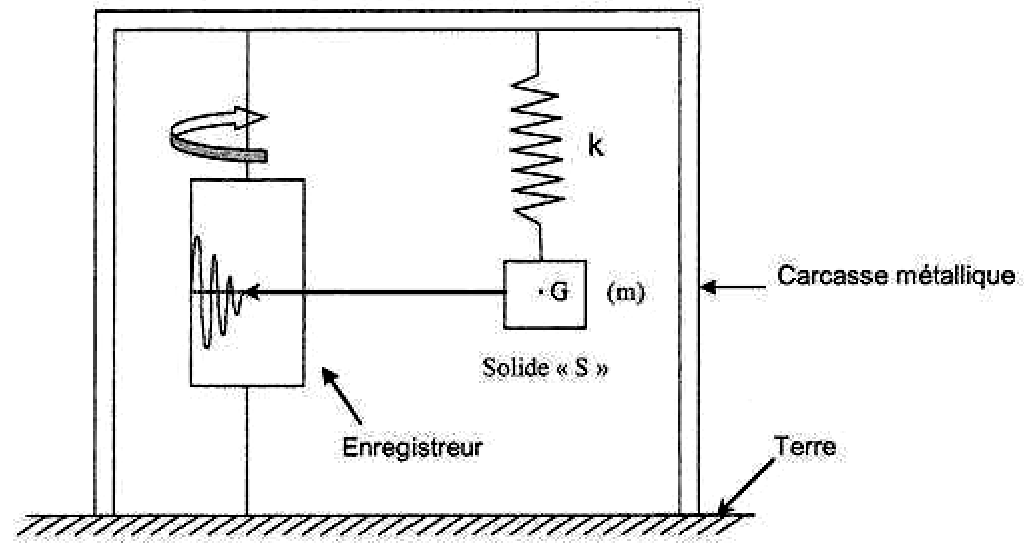 k
Carcasse métallique
·G
(m)
Solide « S »
Enregistreur
Terre